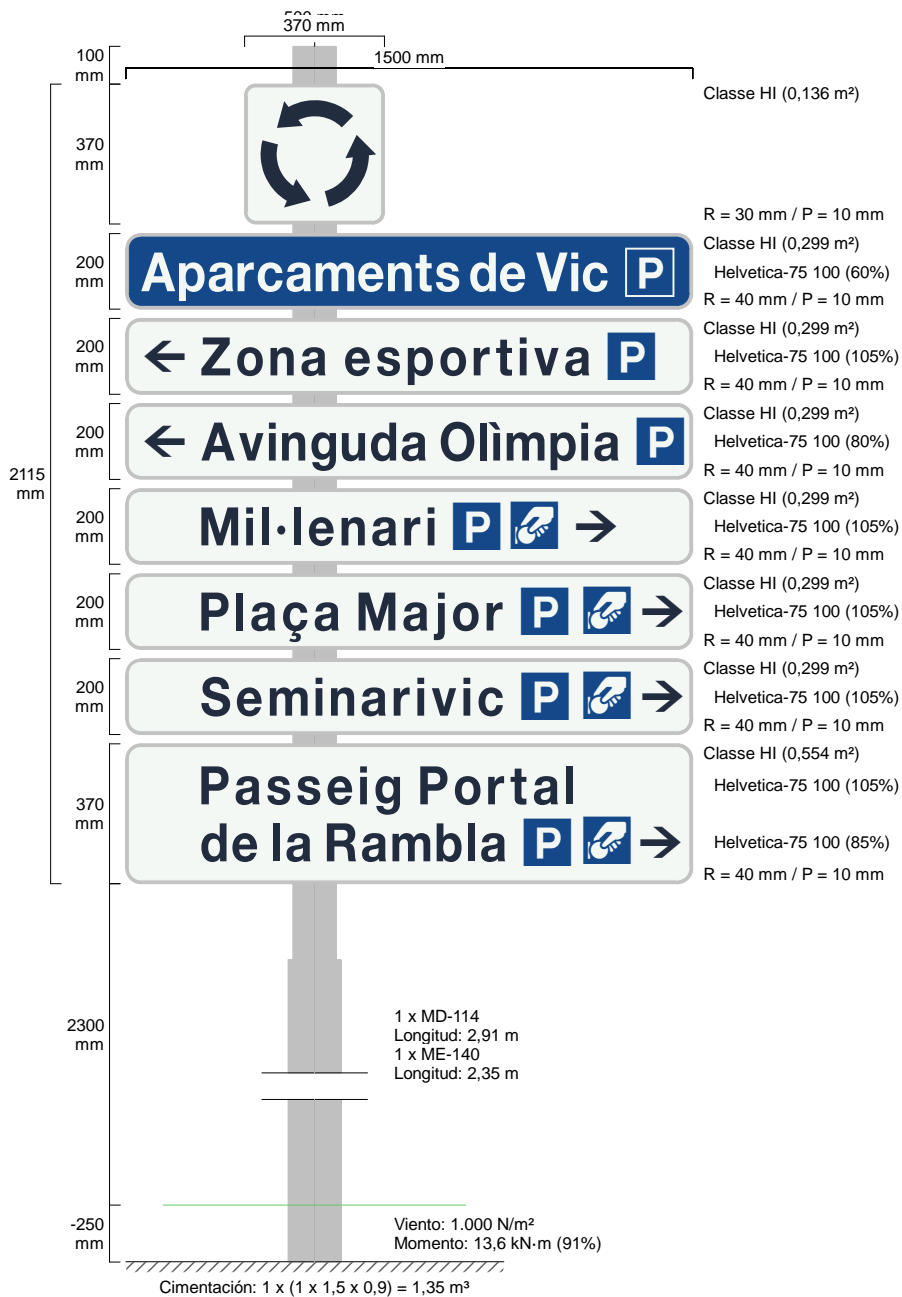 370 mm
1500 mm
100 mm
Classe HI (0,136 m²)
370 mm
R = 30 mm / P = 10 mm
200 mm
Aparcaments de Vic P
Classe HI (0,299 m²)
Helvetica-75 100 (60%)
R = 40 mm / P = 10 mm
200 mm
Zona esportiva P
Classe HI (0,299 m²)
Helvetica-75 100 (105%)
R = 40 mm / P = 10 mm
200 mm
Avinguda Olìmpia P
Classe HI (0,299 m²)
Helvetica-75 100 (80%)
R = 40 mm / P = 10 mm
2115 mm
200 mm
Mil·lenari P
Classe HI (0,299 m²)
Helvetica-75 100 (105%)
R = 40 mm / P = 10 mm
200 mm
Plaça Major P
Classe HI (0,299 m²)
Helvetica-75 100 (105%)
R = 40 mm / P = 10 mm
200 mm
Seminarivic P
Classe HI (0,299 m²)
Helvetica-75 100 (105%)
R = 40 mm / P = 10 mm
370 mm
Passeig Portal
de la Rambla P
Classe HI (0,554 m²)
Helvetica-75 100 (105%)
Helvetica-75 100 (85%)
R = 40 mm / P = 10 mm
2300 mm
1 x MD-114
Longitud: 2,91 m
1 x ME-140
Longitud: 2,35 m
-250 mm
Viento: 1.000 N/m²
Momento: 13,6 kN·m (91%)
Cimentación: 1 x (1 x 1,5 x 0,9) = 1,35 m³